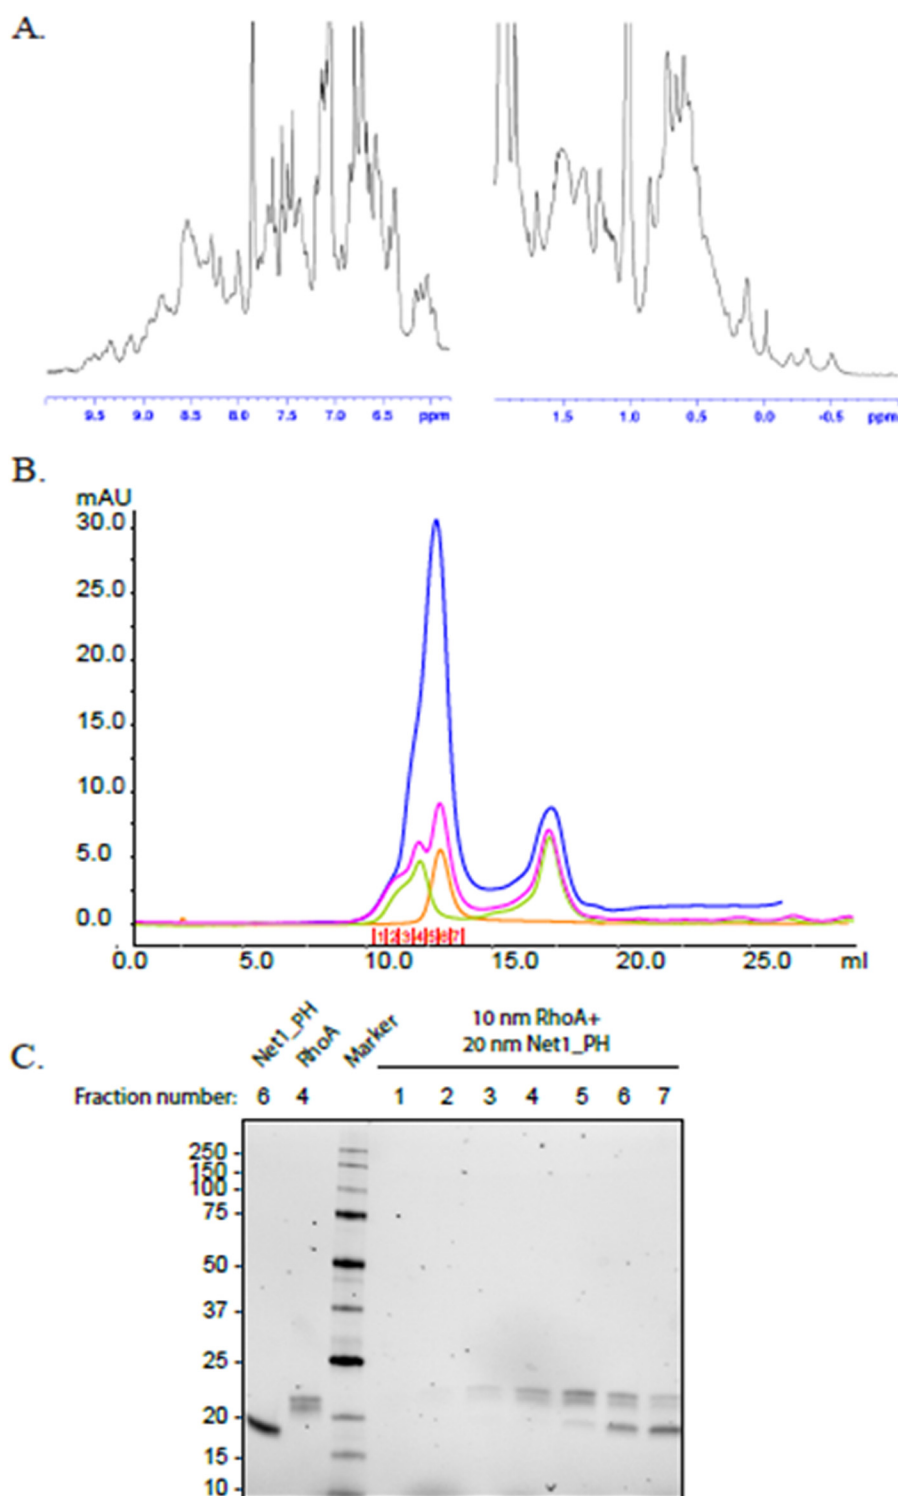 A.
9.5 9.0 8.5 8.0 7.5 7.0 6.5 ppm
1.5 1.0 0.5 0.0 -0.5 ppm
B.
mAU
30.0
25.0
20.0
15.0
10.0
5.0
0.0
1 2 3 4 5 6 7
0.0 5.0 10.0 15.0 20.0 25.0 ml
C.
Net1_PH RhoA Marker
10 nm RhoA+
20 nm Net1_PH
Fraction number: 6 4 1 2 3 4 5 6 7
250 -
150 -
100 -
75 -
50 -
37 -
25 -
20 -
15 -
10 -